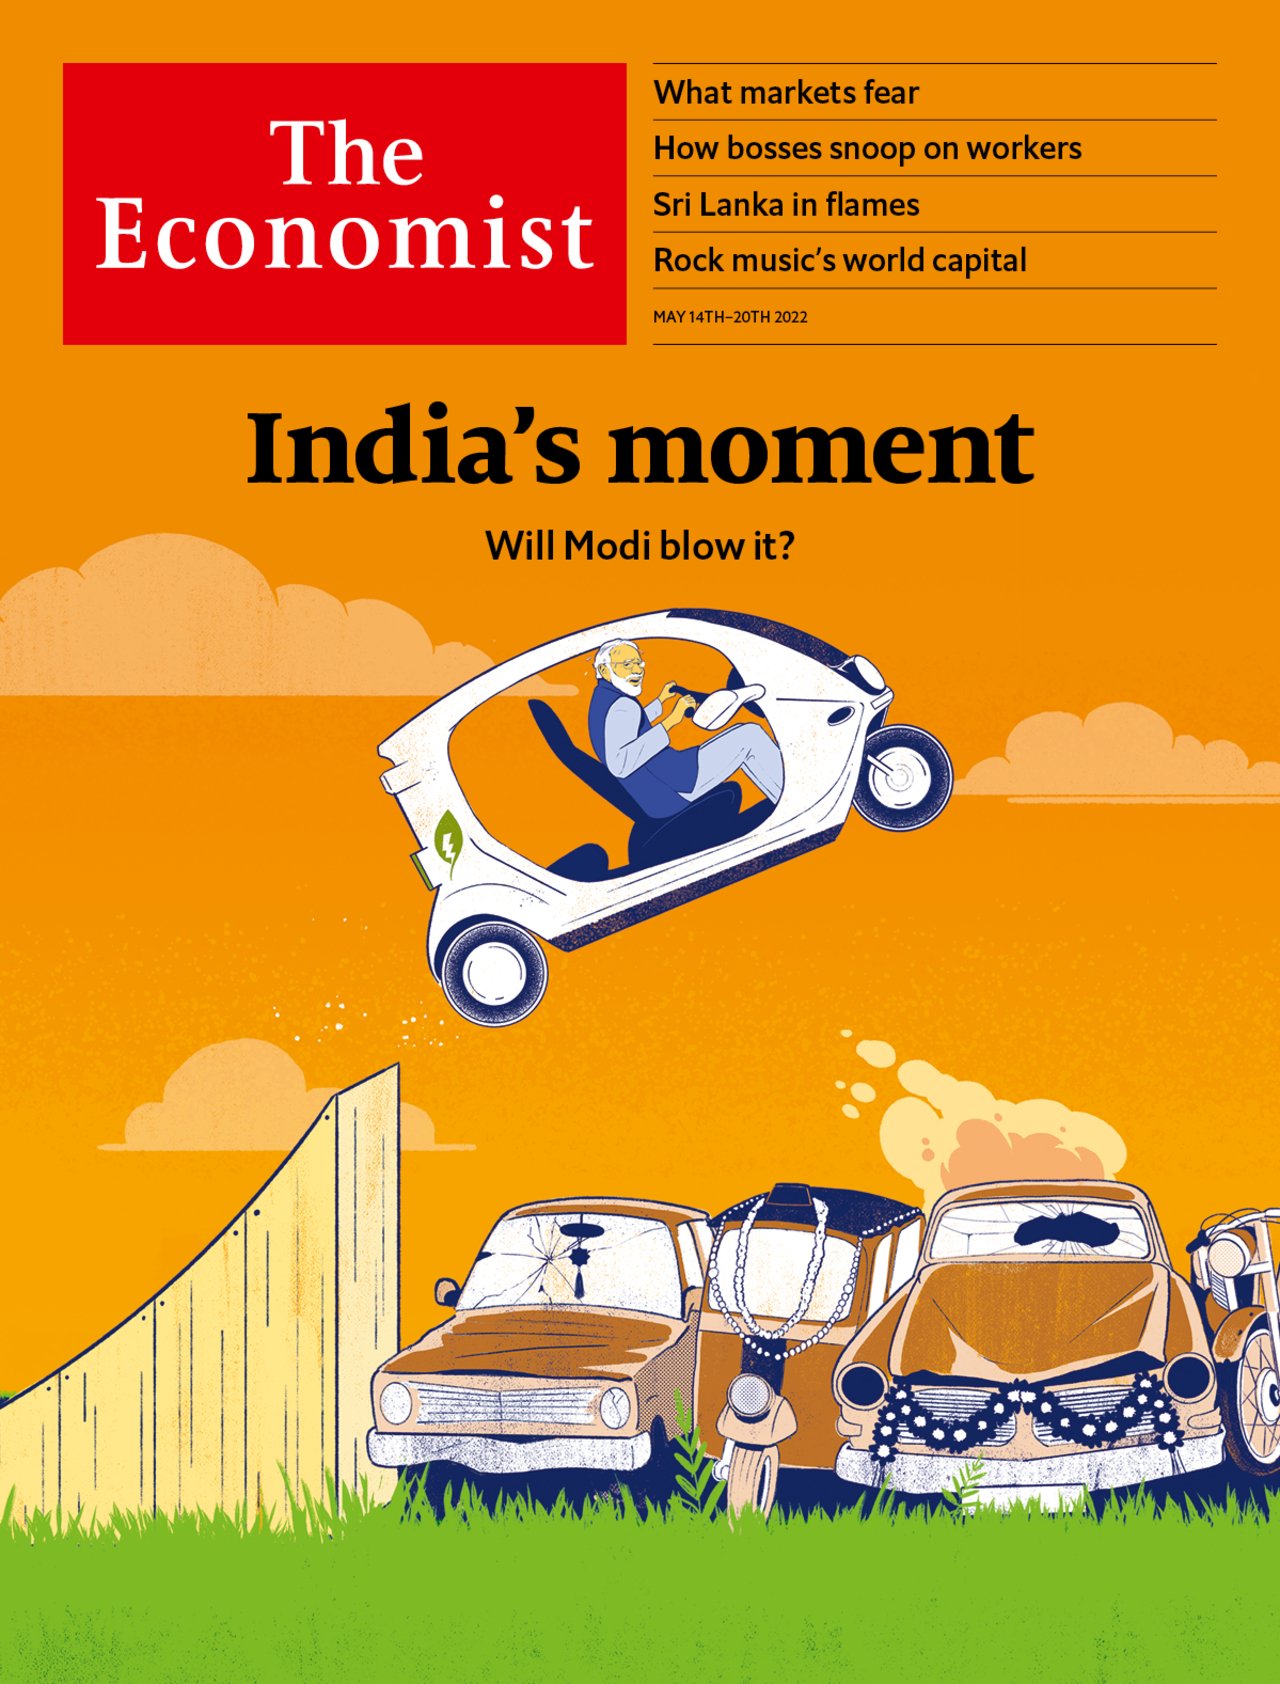 The
Economist
What markets fear
How bosses snoop on workers
Sri Lanka in flames
Rock music’s world capital
MAY 14TH–20TH 2022
India’s moment
Will Modi blow it?